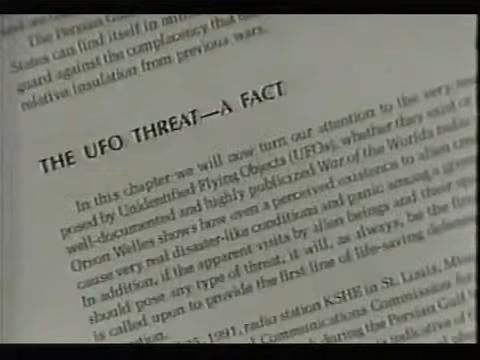 The Persian Gulf
States can find itself in
guard against the complacency that
relative insulation from previous wars.
THE UFO THREAT—A FACT
In this chapter we will now turn our attention to the very real
posed by Unidentified Flying Objects (UFOs), whether they exist or
well-documented and highly publicized War of the Worlds radio
Orson Welles shows how even a perceived existence to alien
cause very real disaster-like conditions and panic among a given
In addition, if the apparent visits by alien beings and their
should pose any type of threat, it will, as always, be the fire
is called upon to provide the first line of life-saving defense
1991, radio station KSHE in St. Louis,
Communications Commission for
during the Persian Gulf
indicative of